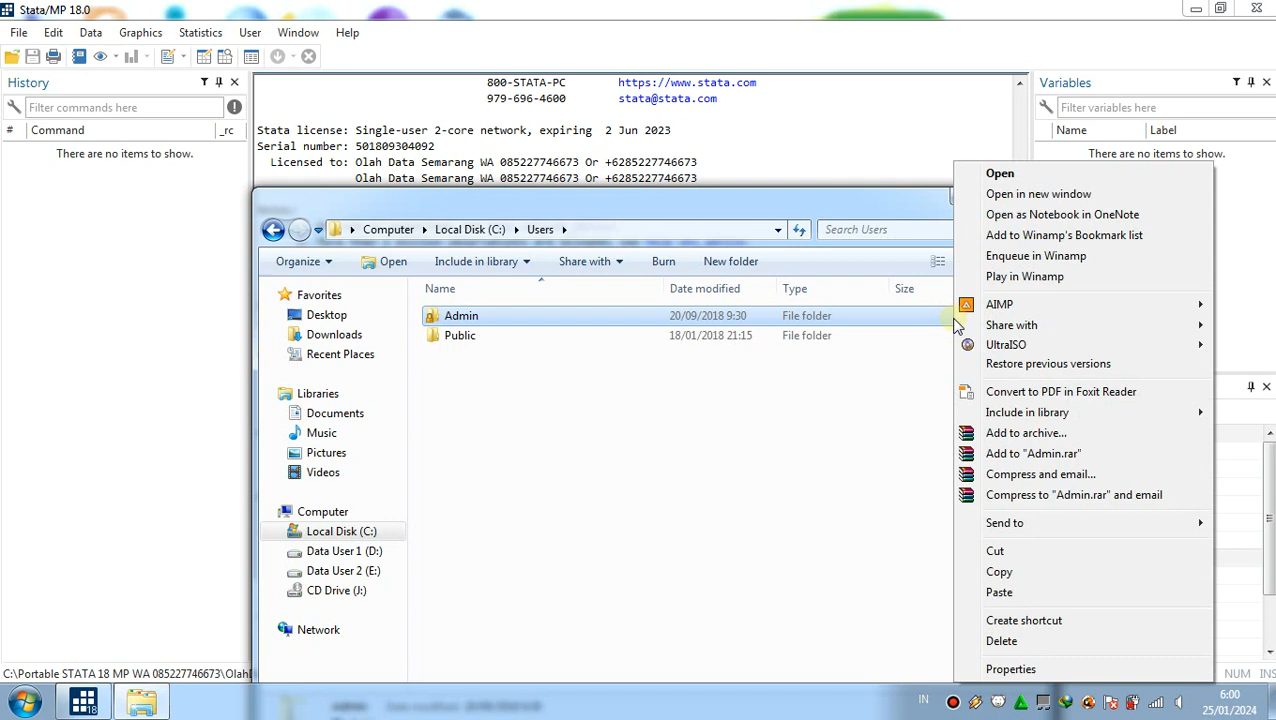 Stata/MP 18.0
File Edit Data Graphics Statistics User Window Help
History
Filter commands here
# Command _rc
There are no items to show.
800-STATA-PC https://www.stata.com
979-696-4600 stata@stata.com
Stata license: Single-user 2-core network, expiring 2 Jun 2023
Serial number: 501809304092
Licensed to: Olah Data Semarang WA 085227746673 Or +6285227746673
Olah Data Semarang WA 085227746673 Or +6285227746673
Variables
Filter variables here
Name Label
There are no items to show.
Computer Local Disk (C:) Users
Search Users
Organize Open Include in library Share with Burn New folder
Name Date modified Type Size
Admin 20/09/2018 9:30 File folder
Public 18/01/2018 21:15 File folder
Favorites
Desktop
Downloads
Recent Places
Libraries
Documents
Music
Pictures
Videos
Computer
Local Disk (C:)
Data User 1 (D:)
Data User 2 (E:)
CD Drive (J:)
Network
Open
Open in new window
Open as Notebook in OneNote
Add to Winamp's Bookmark list
Enqueue in Winamp
Play in Winamp
AIMP
Share with
UltraISO
Restore previous versions
Convert to PDF in Foxit Reader
Include in library
Add to archive...
Add to "Admin.rar"
Compress and email...
Compress to "Admin.rar" and email
Send to
Cut
Copy
Paste
Create shortcut
Delete
Properties
C:\Portable STATA 18 MP WA 085227746673\OlahD
NUM INS
18
IN
6:00
25/01/2024